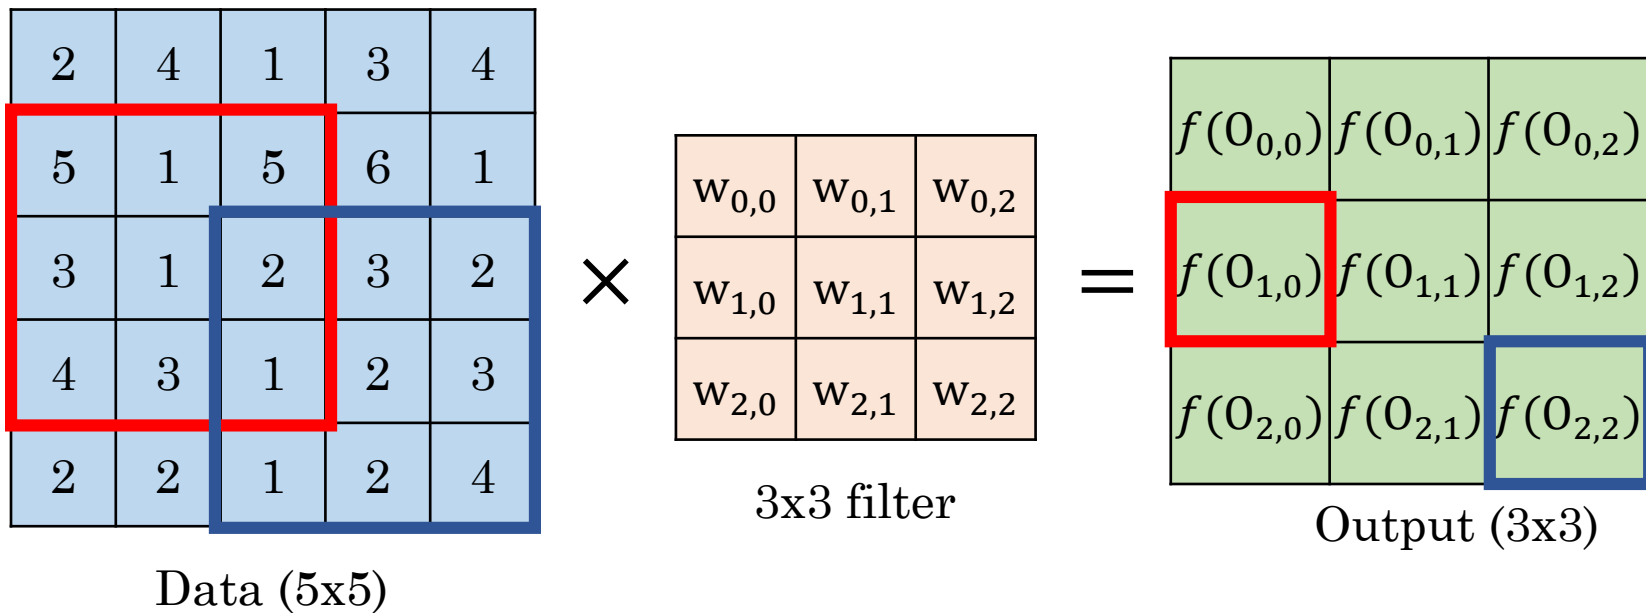 2 4 1 3 4
5 1 5 6 1
3 1 2 3 2
4 3 1 2 3
2 2 1 2 4
Data (5x5)
×
w₀,₀ w₀,₁ w₀,₂
w₁,₀ w₁,₁ w₁,₂
w₂,₀ w₂,₁ w₂,₂
3x3 filter
=
f(O₀,₀) f(O₀,₁) f(O₀,₂)
f(O₁,₀) f(O₁,₁) f(O₁,₂)
f(O₂,₀) f(O₂,₁) f(O₂,₂)
Output (3x3)